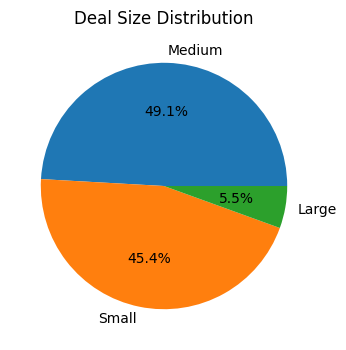 Deal Size Distribution
Medium
49.1%
5.5%
Large
45.4%
Small